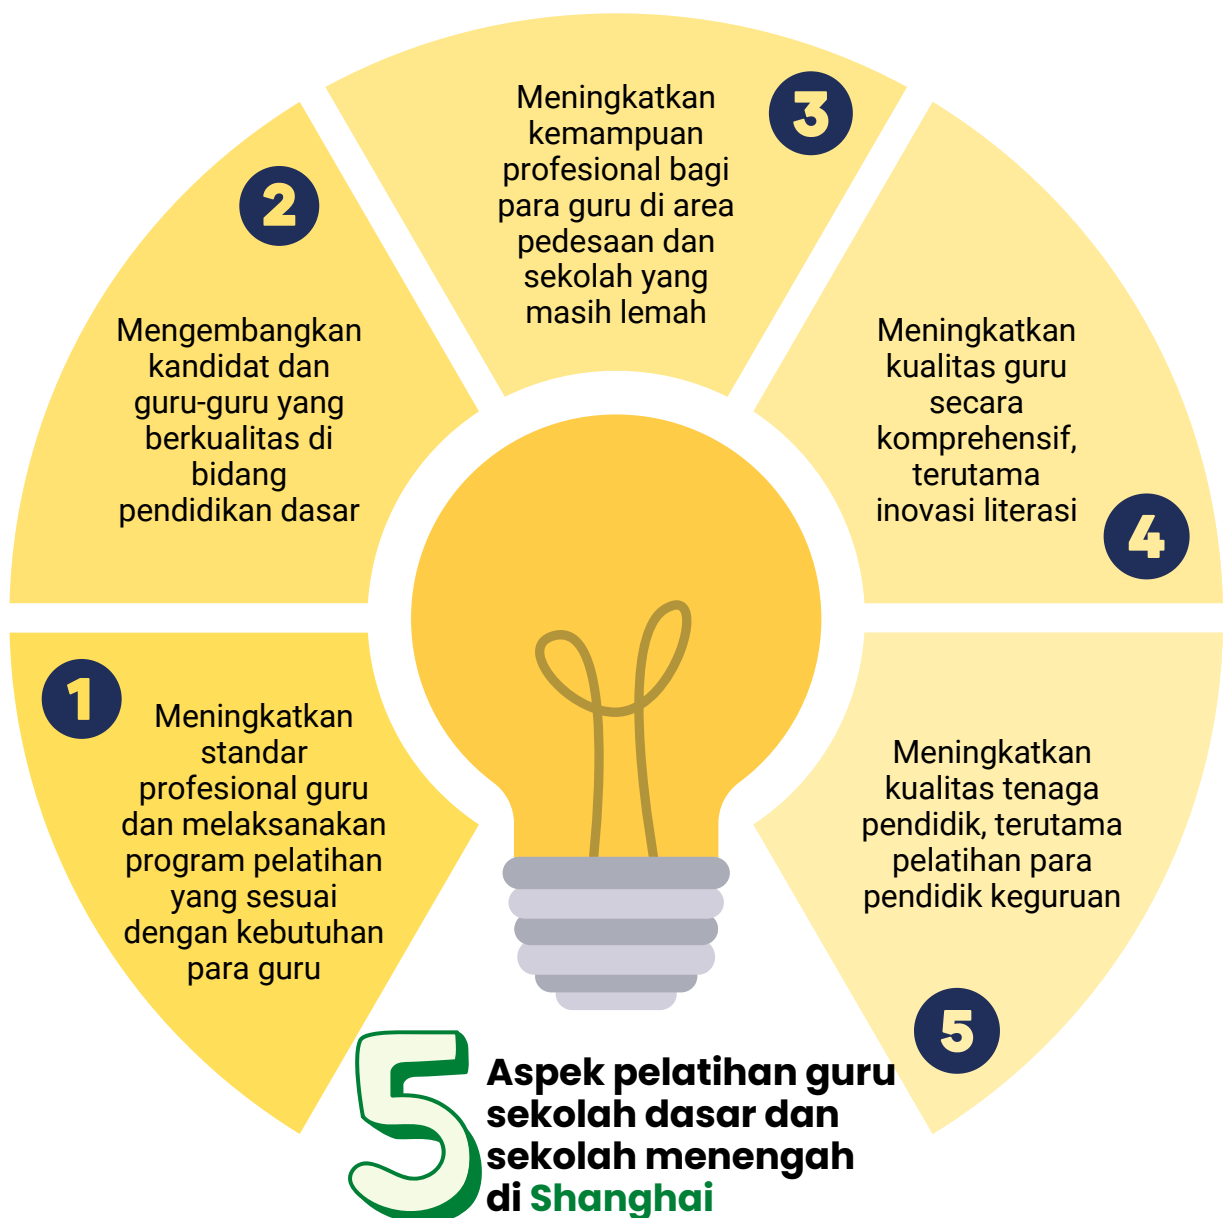 1
Meningkatkan
standar
profesional guru
dan melaksanakan
program pelatihan
yang sesuai
dengan kebutuhan
para guru
2
Mengembangkan
kandidat dan
guru-guru yang
berkualitas di
bidang
pendidikan dasar
3
Meningkatkan
kemampuan
profesional bagi
para guru di area
pedesaan dan
sekolah yang
masih lemah
4
Meningkatkan
kualitas guru
secara
komprehensif,
terutama
inovasi literasi
5
Meningkatkan
kualitas tenaga
pendidik, terutama
pelatihan para
pendidik keguruan
5
Aspek pelatihan guru
sekolah dasar dan
sekolah menengah
di Shanghai